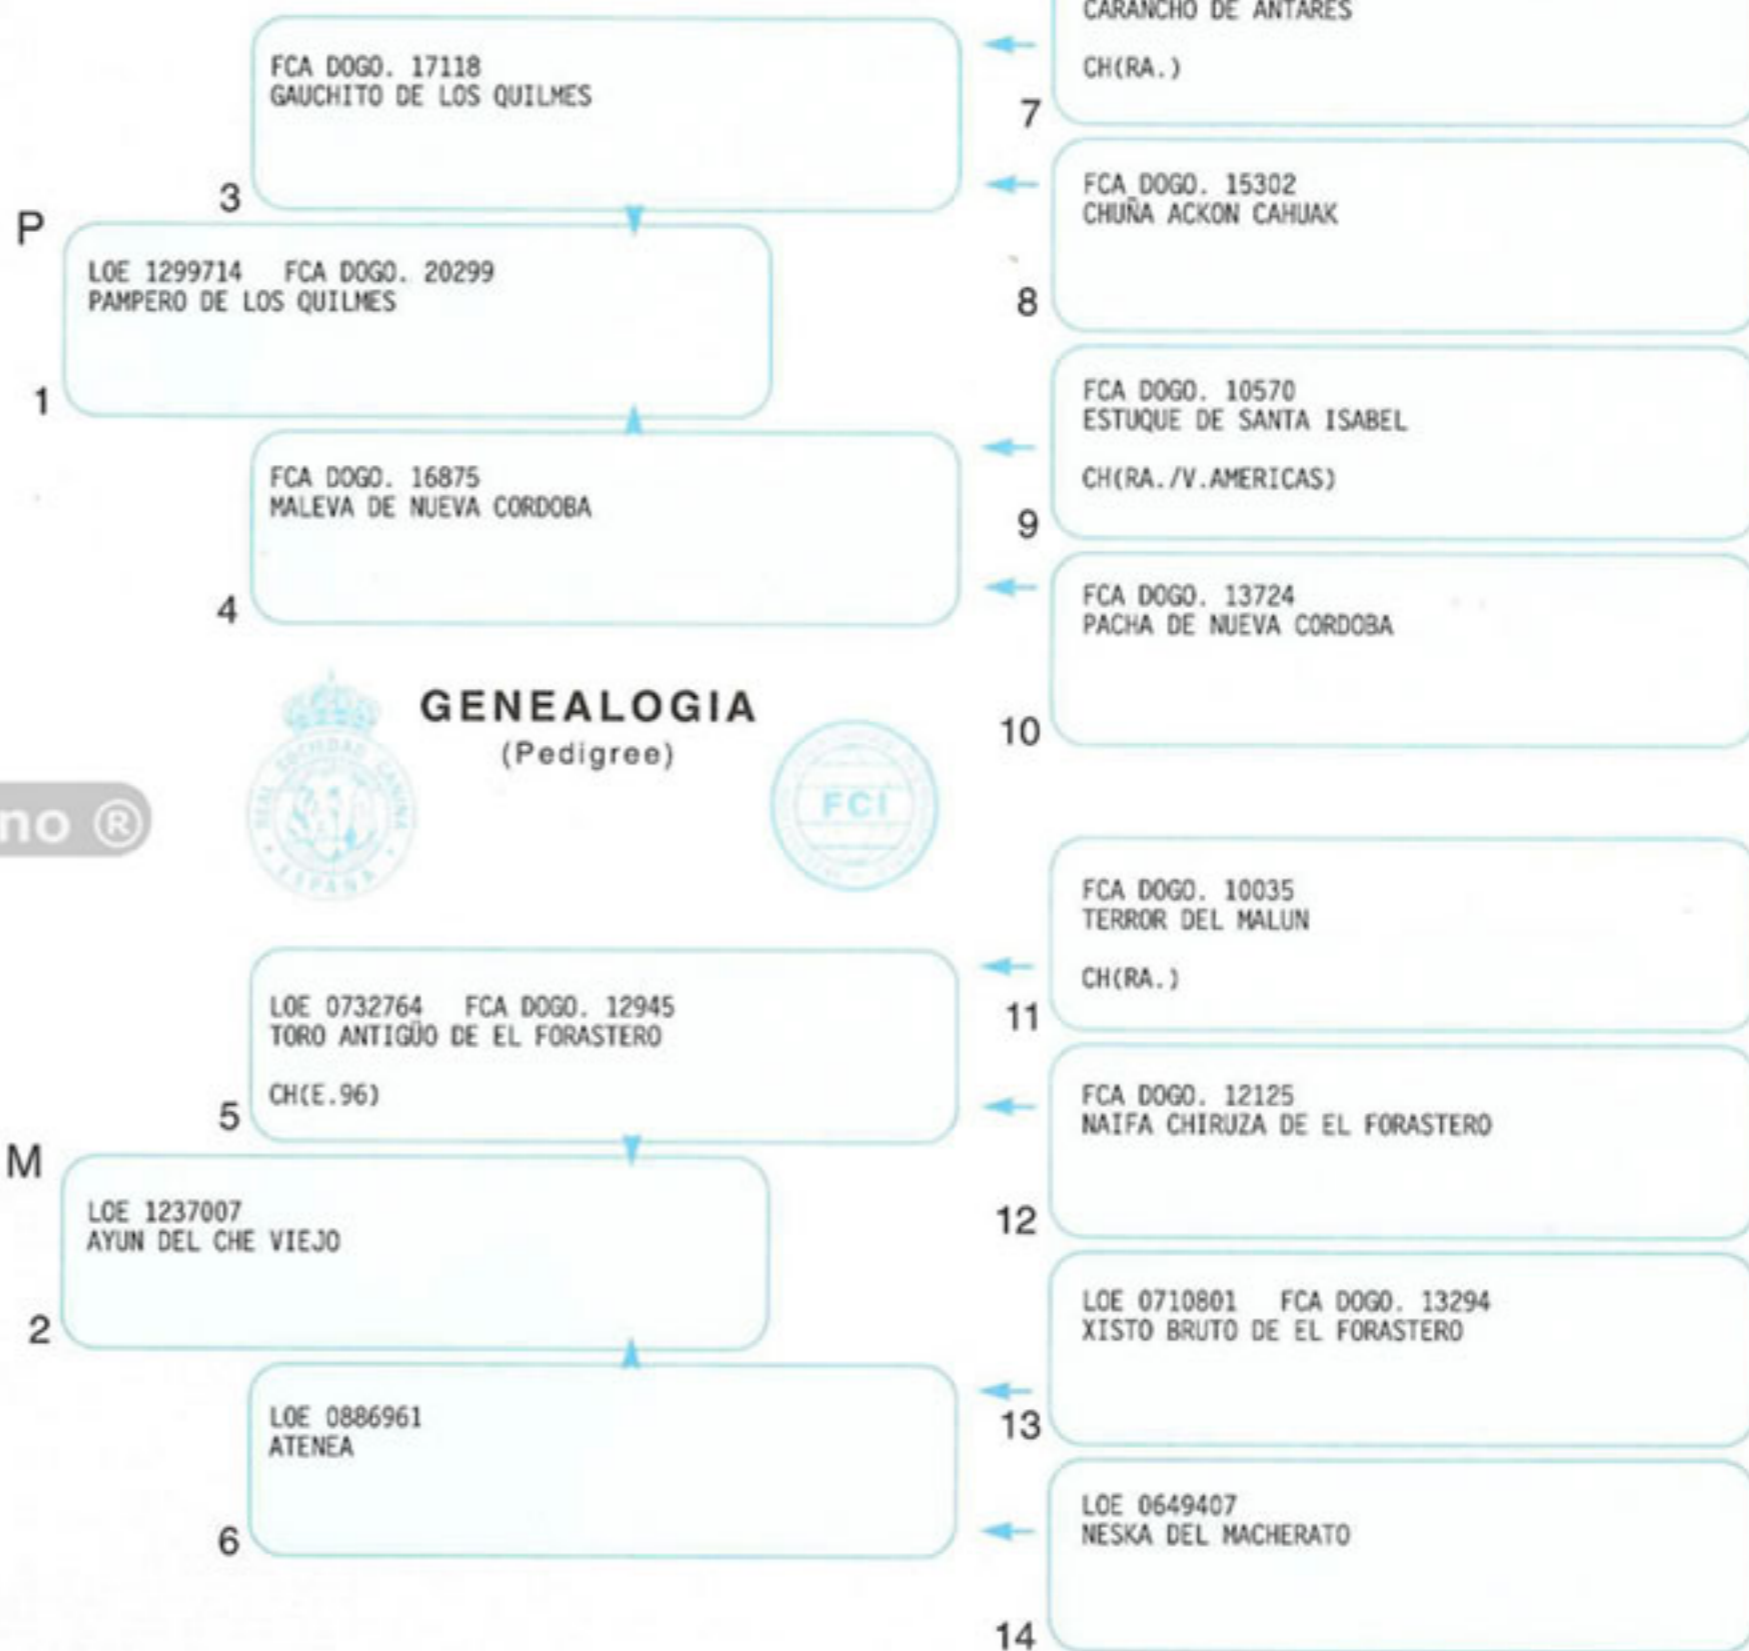 CARANCHO DE ANTARES
CH(RA.)
7
FCA DOGO. 17118
GAUCHITO DE LOS QUILMES
3
FCA DOGO. 15302
CHUÑA ACKON CAHUAK
8
P
LOE 1299714 FCA DOGO. 20299
PAMPERO DE LOS QUILMES
1
FCA DOGO. 10570
ESTUQUE DE SANTA ISABEL
CH(RA./V.AMERICAS)
9
FCA DOGO. 16875
MALEVA DE NUEVA CORDOBA
4
FCA DOGO. 13724
PACHA DE NUEVA CORDOBA
10
GENEALOGIA
(Pedigree)
REAL SOCIEDAD CANINA
ESPAÑA
FCI
no ®
FCA DOGO. 10035
TERROR DEL MALUN
CH(RA.)
11
LOE 0732764 FCA DOGO. 12945
TORO ANTIGÜO DE EL FORASTERO
CH(E.96)
5
FCA DOGO. 12125
NAIFA CHIRUZA DE EL FORASTERO
12
M
LOE 1237007
AYUN DEL CHE VIEJO
2
LOE 0710801 FCA DOGO. 13294
XISTO BRUTO DE EL FORASTERO
13
LOE 0886961
ATENEA
6
LOE 0649407
NESKA DEL MACHERATO
14